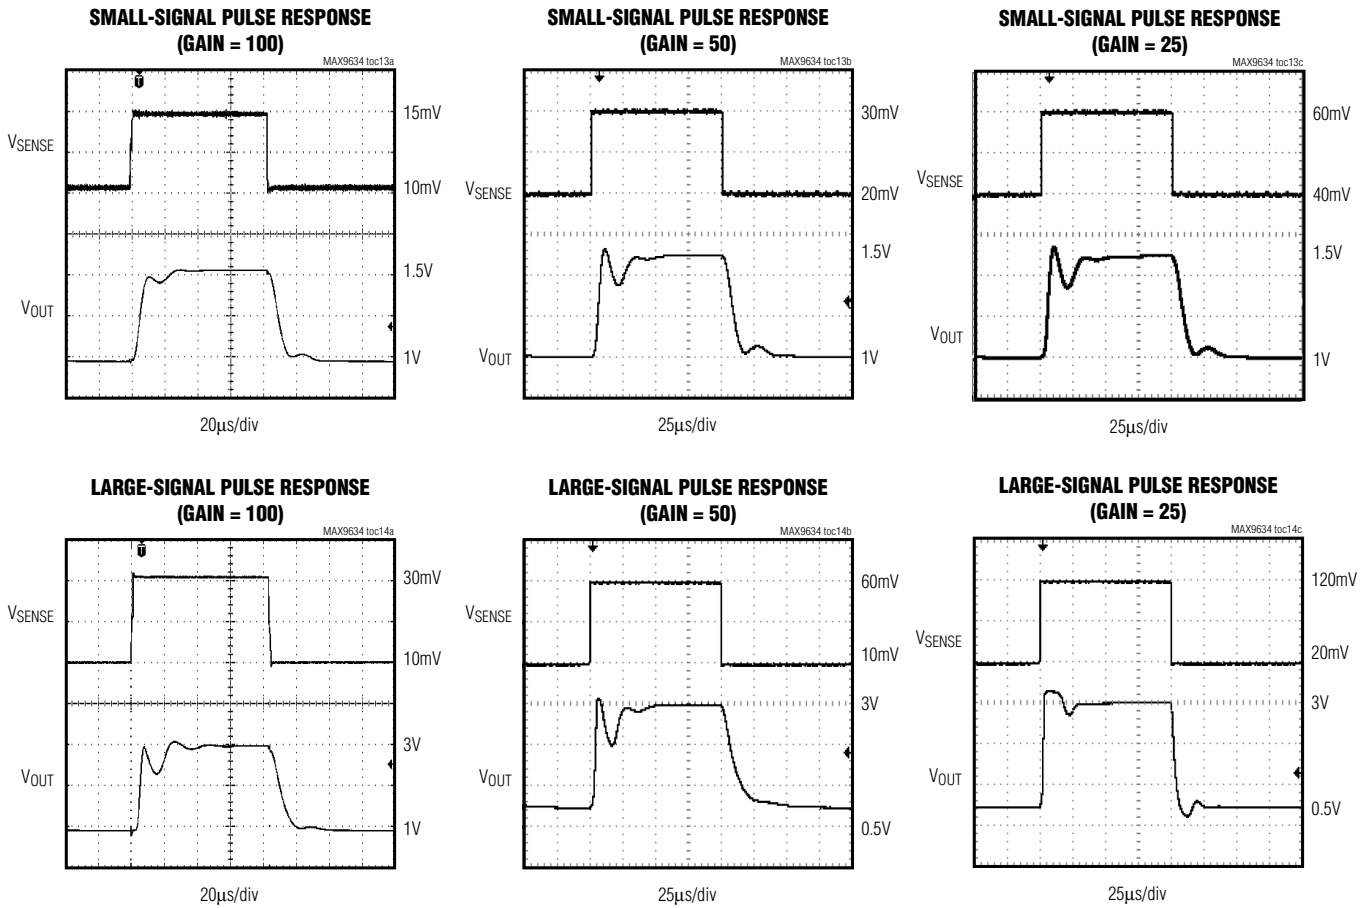 SMALL-SIGNAL PULSE RESPONSE
(GAIN = 100)
MAX9634 toc13a
VSENSE
15mV
10mV
VOUT
1.5V
1V
20μs/div
SMALL-SIGNAL PULSE RESPONSE
(GAIN = 50)
MAX9634 toc13b
VSENSE
30mV
20mV
VOUT
1.5V
1V
25μs/div
SMALL-SIGNAL PULSE RESPONSE
(GAIN = 25)
MAX9634 toc13c
VSENSE
60mV
40mV
VOUT
1.5V
1V
25μs/div
LARGE-SIGNAL PULSE RESPONSE
(GAIN = 100)
MAX9634 toc14a
T
VSENSE
30mV
10mV
VOUT
3V
1V
20μs/div
LARGE-SIGNAL PULSE RESPONSE
(GAIN = 50)
MAX9634 toc14b
VSENSE
60mV
10mV
VOUT
3V
0.5V
25μs/div
LARGE-SIGNAL PULSE RESPONSE
(GAIN = 25)
MAX9634 toc14c
VSENSE
120mV
20mV
VOUT
3V
0.5V
25μs/div